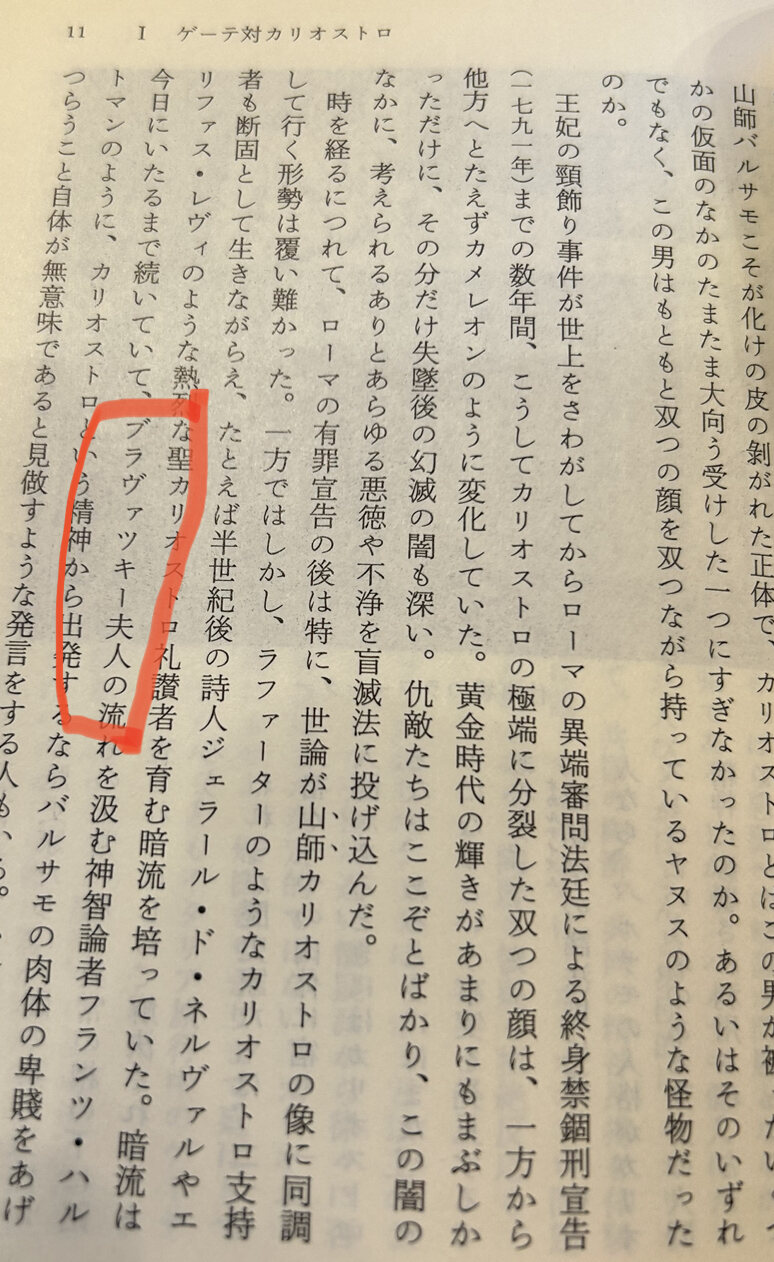 11　I　ゲーテ対カリオストロ
山師バルサモこそが化けの皮の剝がれた正体で、カリオストロとはこの男が被
かの仮面のなかのたまたま大向う受けした一つにすぎなかったのか。あるいはそのいずれ
でもなく、この男はもともと双つの顔を双つながら持っているヤヌスのような怪物だった
のか。
王妃の頸飾り事件が世上をさわがしてからローマの異端審問法廷による終身禁錮刑宣告
(一七九一年)までの数年間、こうしてカリオストロの極端に分裂した双つの顔は、一方から
他方へとたえずカメレオンのように変化していた。黄金時代の輝きがあまりにもまぶしか
っただけに、その分だけ失墜後の幻滅の闇も深い。仇敵たちはここぞとばかり、この闇の
なかに、考えられるありとあらゆる悪徳や不浄を盲滅法に投げ込んだ。
時を経るにつれて、ローマの有罪宣告の後は特に、世論が山師カリオストロの像に同調
して行く形勢は覆い難かった。一方ではしかし、ラファーターのようなカリオストロ支持
者も断固として生きながらえ、たとえば半世紀後の詩人ジェラール・ド・ネルヴァルやエ
リファス・レヴィのような熱烈な聖カリオストロ礼讃者を育む暗流を培っていた。暗流は
今日にいたるまで続いていて、ブラヴァツキー夫人の流れを汲む神智論者フランツ・ハル
トマンのように、カリオストロという精神から出発するならバルサモの肉体の卑賤をあげ
つらうこと自体が無意味であると見做すような発言をする人もいる。